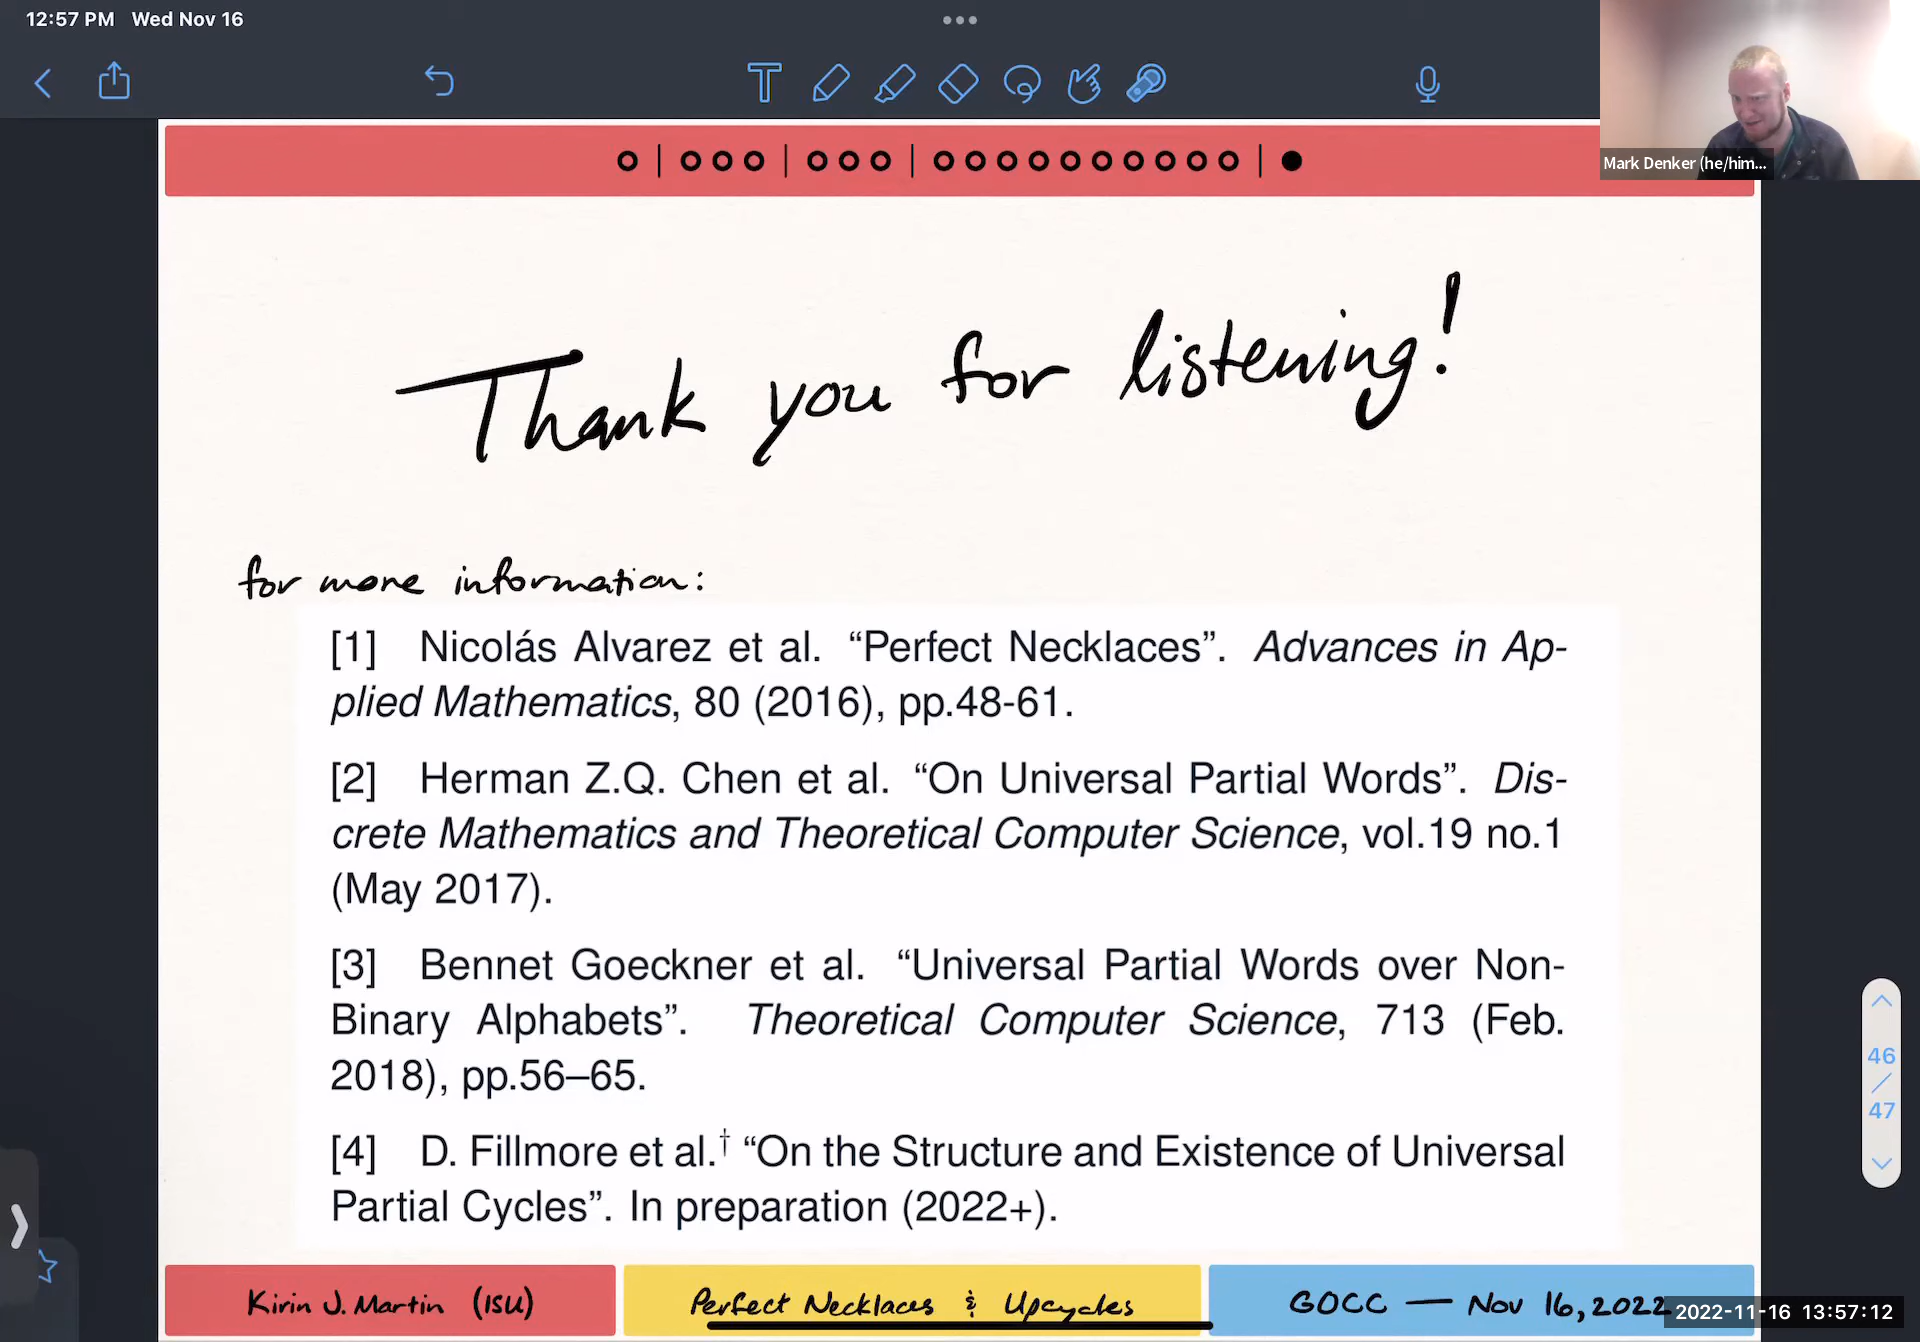 12:57 PM Wed Nov 16
Mark Denker (he/him...
Thank you for listening!
for more information:
[1] Nicolás Alvarez et al. “Perfect Necklaces”. Advances in Ap-
plied Mathematics, 80 (2016), pp.48-61.
[2] Herman Z.Q. Chen et al. “On Universal Partial Words”. Dis-
crete Mathematics and Theoretical Computer Science, vol.19 no.1
(May 2017).
[3] Bennet Goeckner et al. “Universal Partial Words over Non-
Binary Alphabets”. Theoretical Computer Science, 713 (Feb.
2018), pp.56–65.
[4] D. Fillmore et al.† “On the Structure and Existence of Universal
Partial Cycles”. In preparation (2022+).
46
/
47
Kirin J. Martin (ISU)
Perfect Necklaces & Upcycles
GOCC — Nov 16, 2022
2022-11-16 13:57:12